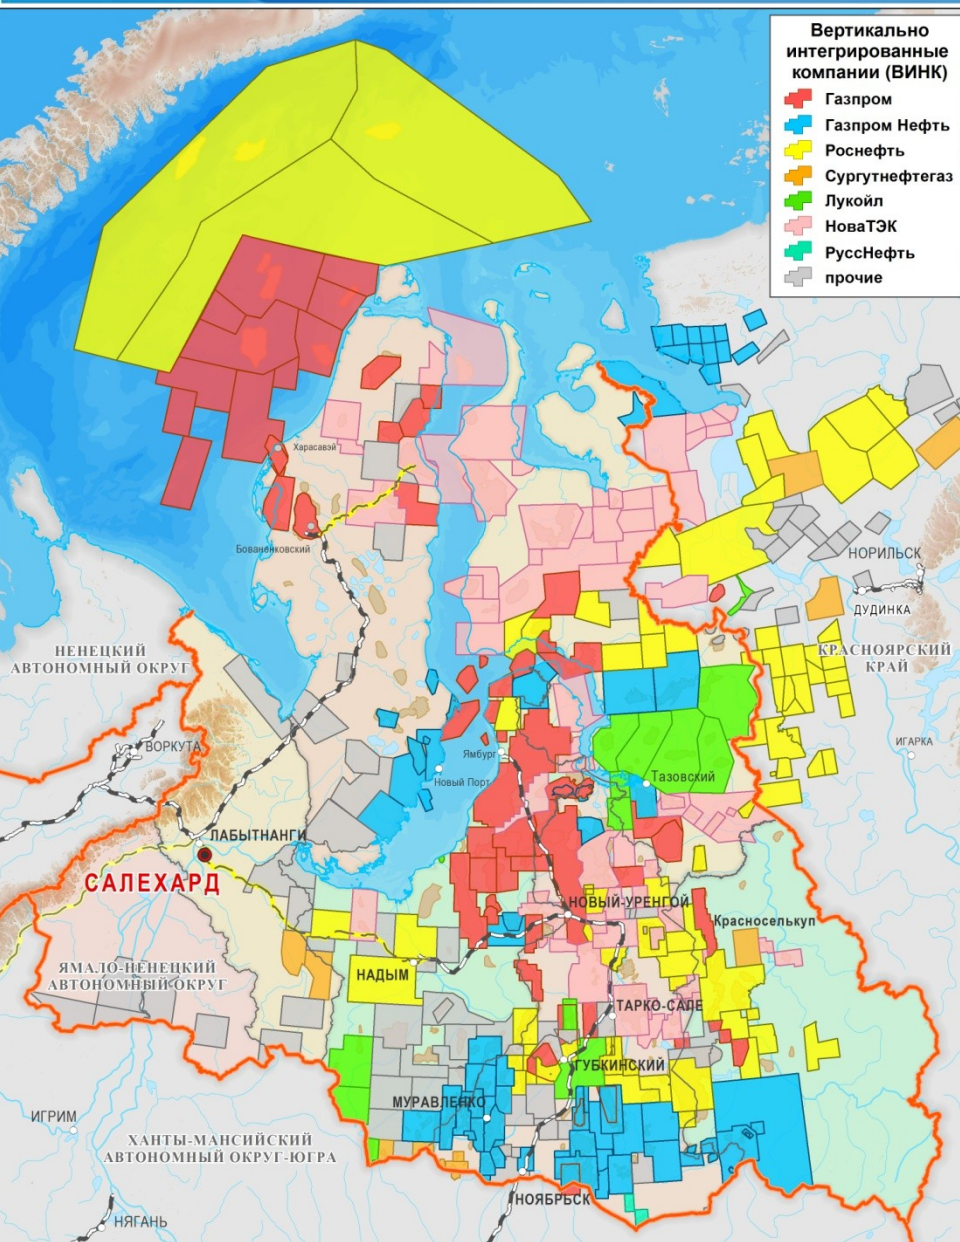 Вертикально
интегрированные
компании (ВИНК)
Газпром
Газпром Нефть
Роснефть
Сургутнефтегаз
Лукойл
НоваТЭК
РуссНефть
прочие
Харасавэй
Бованенковский
НОРИЛЬСК
ДУДИНКА
НЕНЕЦКИЙ
АВТОНОМНЫЙ ОКРУГ
КРАСНОЯРСКИЙ
КРАЙ
ВОРКУТА
ИГАРКА
Ямбург
Новый Порт
Тазовский
ЛАБЫТНАНГИ
САЛЕХАРД
НОВЫЙ-УРЕНГОЙ
Красноселькуп
ЯМАЛО-НЕНЕЦКИЙ
АВТОНОМНЫЙ ОКРУГ
НАДЫМ
ТАРКО-САЛЕ
ГУБКИНСКИЙ
МУРАВЛЕНКО
ИГРИМ
ХАНТЫ-МАНСИЙСКИЙ
АВТОНОМНЫЙ ОКРУГ-ЮГРА
НОЯБРЬСК
НЯГАНЬ